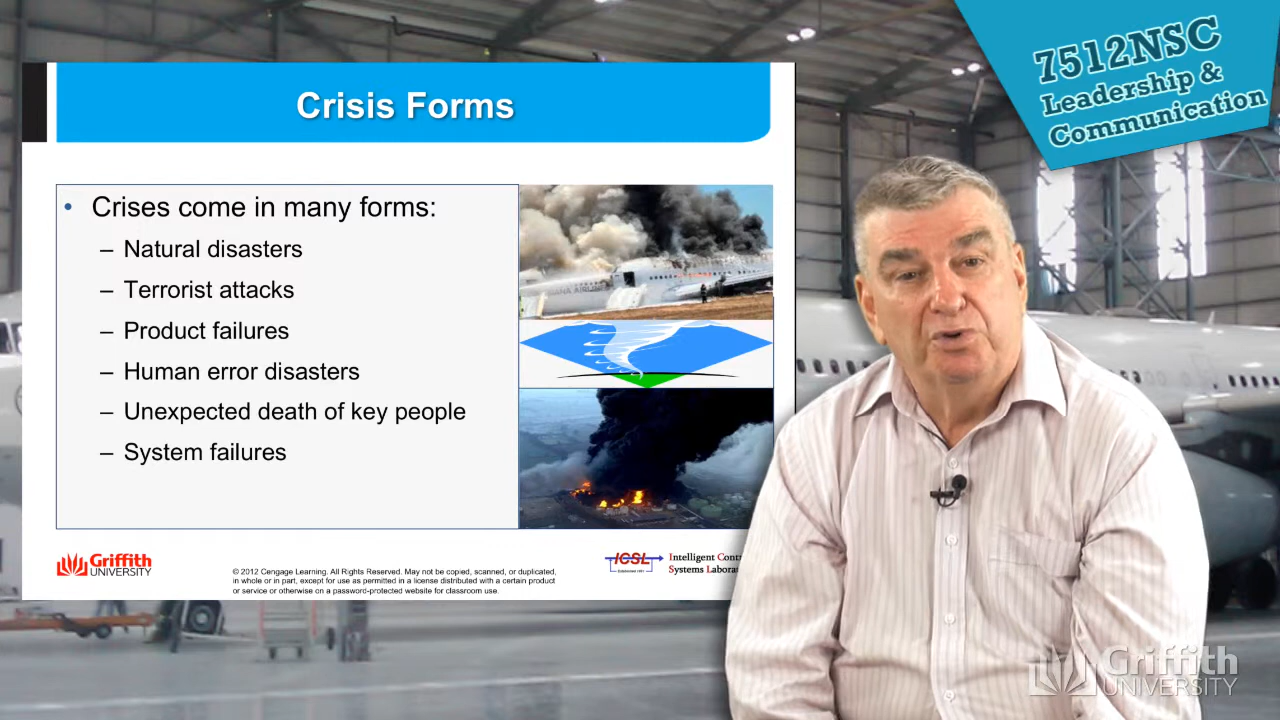 7512NSC
Leadership &
Communication
Crisis Forms
• Crises come in many forms:
– Natural disasters
– Terrorist attacks
– Product failures
– Human error disasters
– Unexpected death of key people
– System failures
Griffith
UNIVERSITY
© 2012 Cengage Learning. All Rights Reserved. May not be copied, scanned, or duplicated,
in whole or in part, except for use as permitted in a license distributed with a certain product
or service or otherwise on a password-protected website for classroom use.
ICSL
Intelligent Contr
Systems Labora
Griffith
UNIVERSITY